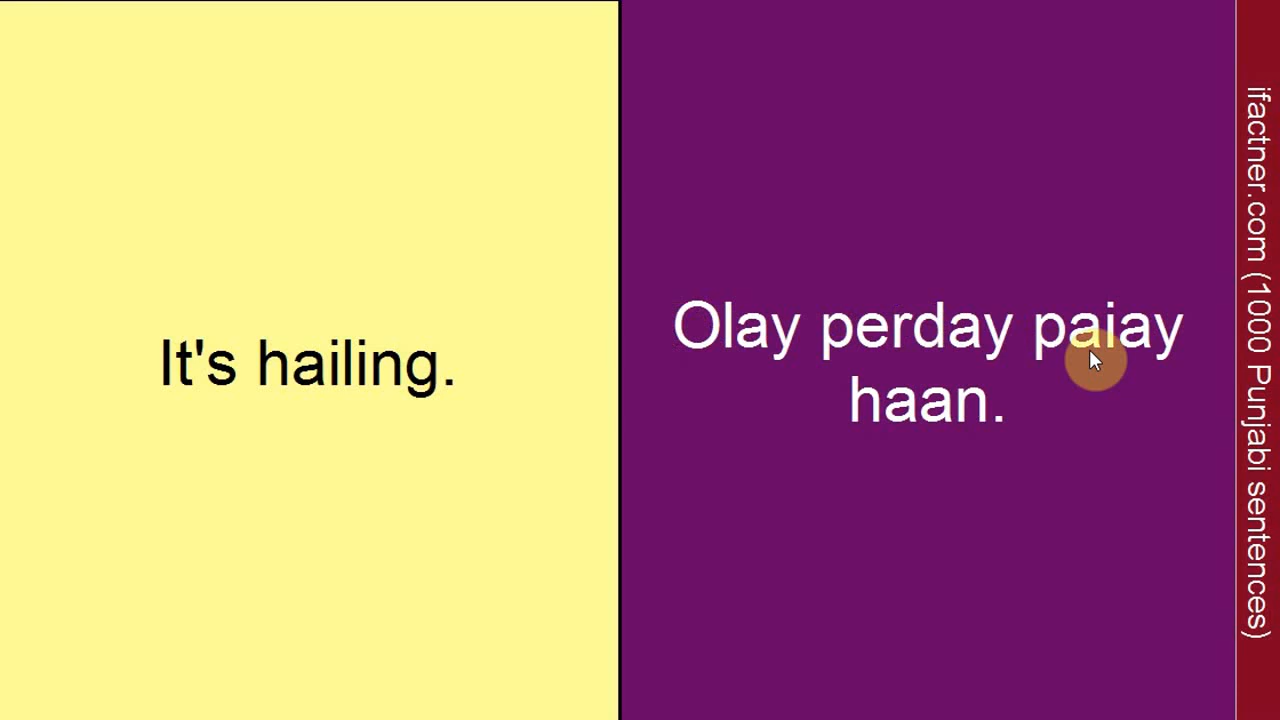 It's hailing.
Olay perday paiay
haan.
ifactner.com (1000 Punjabi sentences)